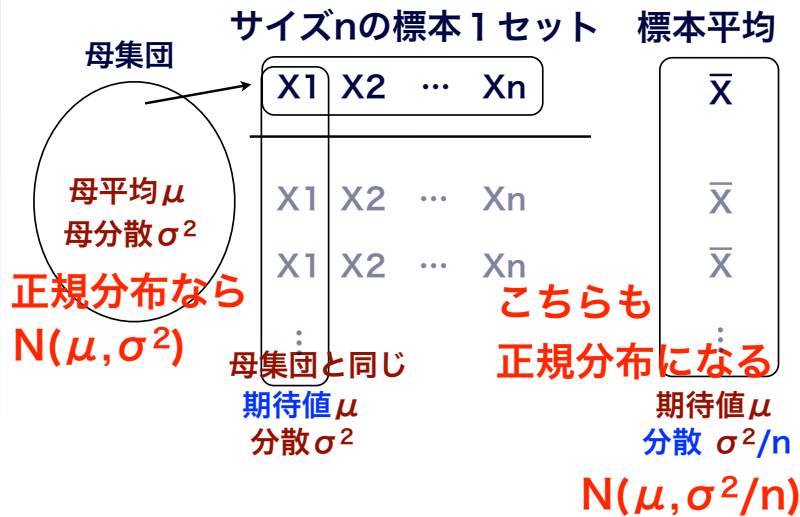 サイズnの標本１セット 標本平均
母集団
X1 X2 … Xn X̅
母平均μ
母分散σ²
X1 X2 … Xn X̅
X1 X2 … Xn X̅
正規分布なら
N(μ,σ²)
こちらも
正規分布になる
⋮ ⋮
母集団と同じ
期待値μ
分散σ²
期待値μ
分散 σ²/n
N(μ,σ²/n)